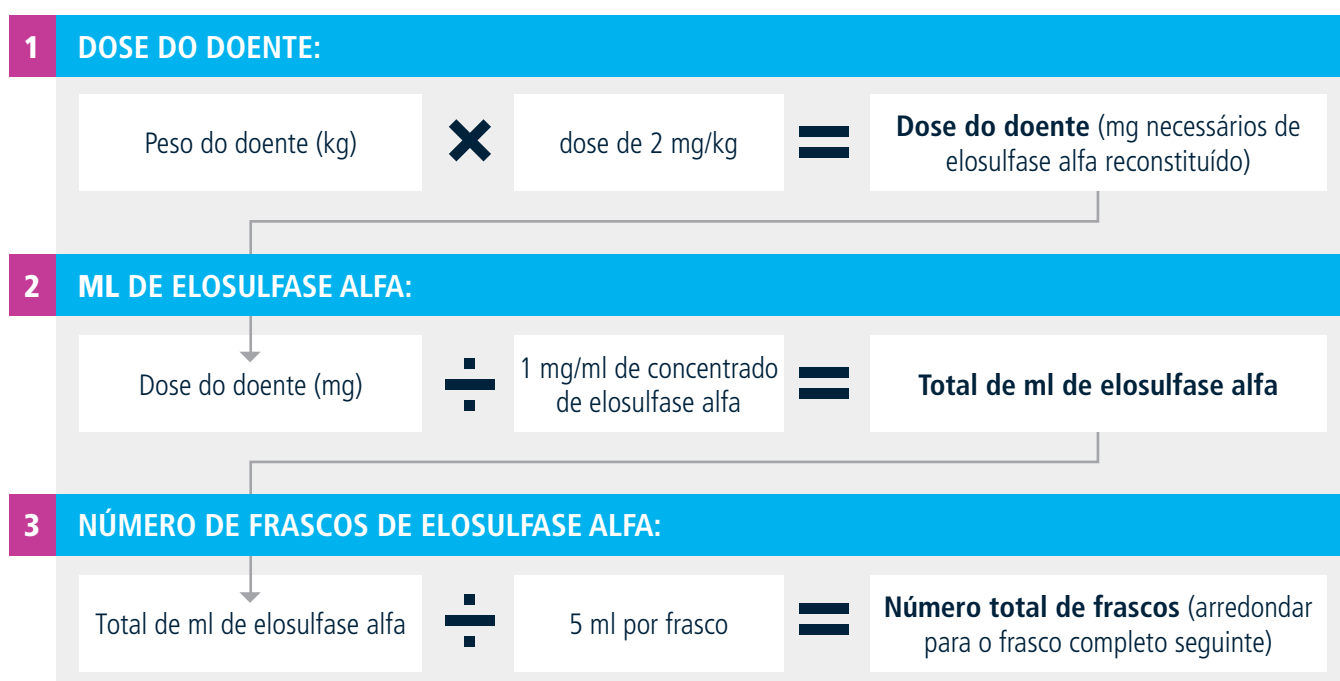 1 DOSE DO DOENTE:
Peso do doente (kg) × dose de 2 mg/kg = Dose do doente (mg necessários de
elosulfase alfa reconstituído)
2 ML DE ELOSULFASE ALFA:
Dose do doente (mg) ÷ 1 mg/ml de concentrado
de elosulfase alfa = Total de ml de elosulfase alfa
3 NÚMERO DE FRASCOS DE ELOSULFASE ALFA:
Total de ml de elosulfase alfa ÷ 5 ml por frasco = Número total de frascos (arredondar
para o frasco completo seguinte)